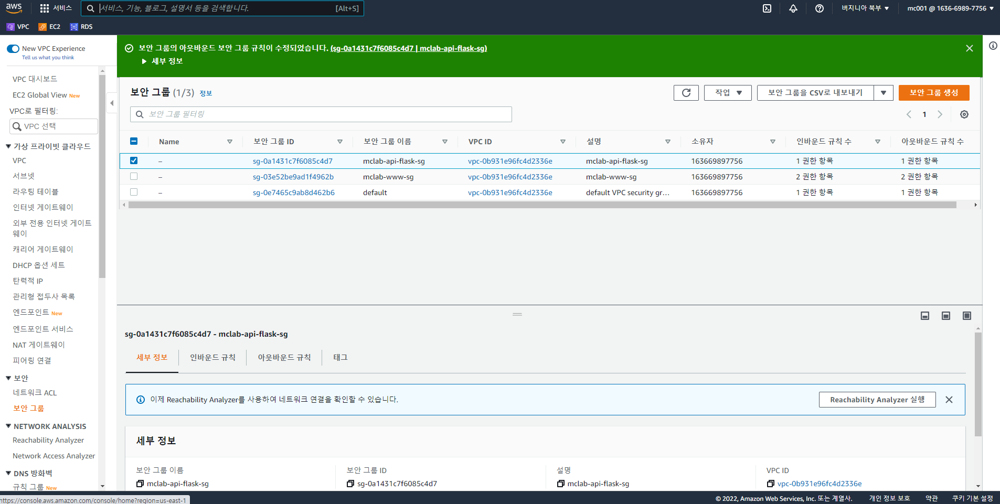 aws
서비스
서비스, 기능, 블로그, 설명서 등을 검색합니다.
[Alt+S]
버지니아 북부 ▼
mc001 @ 1636-6989-7756 ▼
VPC
EC2
RDS
New VPC Experience
Tell us what you think
VPC 대시보드
EC2 Global View New
VPC로 필터링:
VPC 선택
가상 프라이빗 클라우드
VPC
서브넷
라우팅 테이블
인터넷 게이트웨이
외부 전용 인터넷 게이트
웨이
캐리어 게이트웨이
DHCP 옵션 세트
탄력적 IP
관리형 접두사 목록
엔드포인트 New
엔드포인트 서비스
NAT 게이트웨이
피어링 연결
보안
네트워크 ACL
보안 그룹
NETWORK ANALYSIS
Reachability Analyzer
Network Access Analyzer
DNS 방화벽
규칙 그룹 New
보안 그룹의 아웃바운드 보안 그룹 규칙이 수정되었습니다. (sg-0a1431c7f6085c4d7 | mclab-api-flask-sg)
세부 정보
보안 그룹 (1/3) 정보
작업
보안 그룹을 CSV로 내보내기
보안 그룹 생성
보안 그룹 필터링
1
Name 보안 그룹 ID 보안 그룹 이름 VPC ID 설명 소유자 인바운드 규칙 수 아웃바운드 규칙 수
– sg-0a1431c7f6085c4d7 mclab-api-flask-sg vpc-0b931e96fc4d2336e mclab-api-flask-sg 163669897756 1 권한 항목 1 권한 항목
– sg-03e52be9ad1f4962b mclab-www-sg vpc-0b931e96fc4d2336e mclab-www-sg 163669897756 2 권한 항목 2 권한 항목
– sg-0e7465c9ab8d462b6 default vpc-0b931e96fc4d2336e default VPC security gr... 163669897756 1 권한 항목 1 권한 항목
sg-0a1431c7f6085c4d7 - mclab-api-flask-sg
세부 정보 인바운드 규칙 아웃바운드 규칙 태그
이제 Reachability Analyzer를 사용하여 네트워크 연결을 확인할 수 있습니다.
Reachability Analyzer 실행
세부 정보
보안 그룹 이름 보안 그룹 ID 설명 VPC ID
mclab-api-flask-sg sg-0a1431c7f6085c4d7 mclab-api-flask-sg vpc-0b931e96fc4d2336e
https://console.aws.amazon.com/console/home?region=us-east-1
© 2022, Amazon Web Services, Inc. 또는 계열사. 개인 정보 보호 약관 쿠키 기본 설정